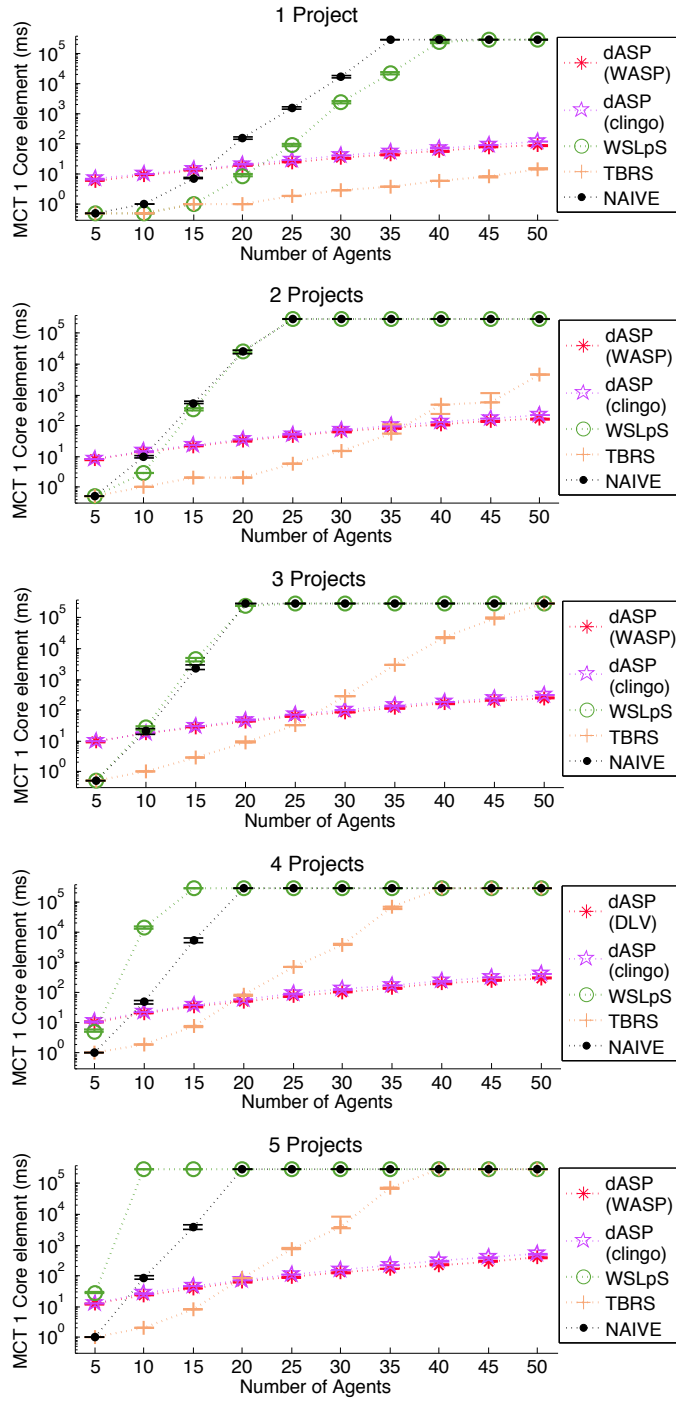 1 Project
MCT 1 Core element (ms)
10^5
10^4
10^3
10^2
10^1
10^0
5 10 15 20 25 30 35 40 45 50
Number of Agents
dASP
(WASP)
dASP
(clingo)
WSLpS
TBRS
NAIVE
2 Projects
MCT 1 Core element (ms)
10^5
10^4
10^3
10^2
10^1
10^0
5 10 15 20 25 30 35 40 45 50
Number of Agents
dASP
(WASP)
dASP
(clingo)
WSLpS
TBRS
NAIVE
3 Projects
MCT 1 Core element (ms)
10^5
10^4
10^3
10^2
10^1
10^0
5 10 15 20 25 30 35 40 45 50
Number of Agents
dASP
(WASP)
dASP
(clingo)
WSLpS
TBRS
NAIVE
4 Projects
MCT 1 Core element (ms)
10^5
10^4
10^3
10^2
10^1
10^0
5 10 15 20 25 30 35 40 45 50
Number of Agents
dASP
(DLV)
dASP
(clingo)
WSLpS
TBRS
NAIVE
5 Projects
MCT 1 Core element (ms)
10^5
10^4
10^3
10^2
10^1
10^0
5 10 15 20 25 30 35 40 45 50
Number of Agents
dASP
(WASP)
dASP
(clingo)
WSLpS
TBRS
NAIVE